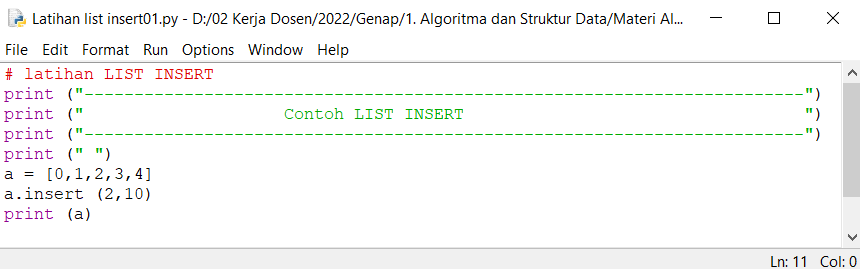 Latihan list insert01.py - D:/02 Kerja Dosen/2022/Genap/1. Algoritma dan Struktur Data/Materi Al...
File Edit Format Run Options Window Help
# latihan LIST INSERT
print ("------------------------------------------------------------------------")
print ("                    Contoh LIST INSERT                                  ")
print ("------------------------------------------------------------------------")
print (" ")
a = [0,1,2,3,4]
a.insert (2,10)
print (a)
Ln: 11 Col: 0